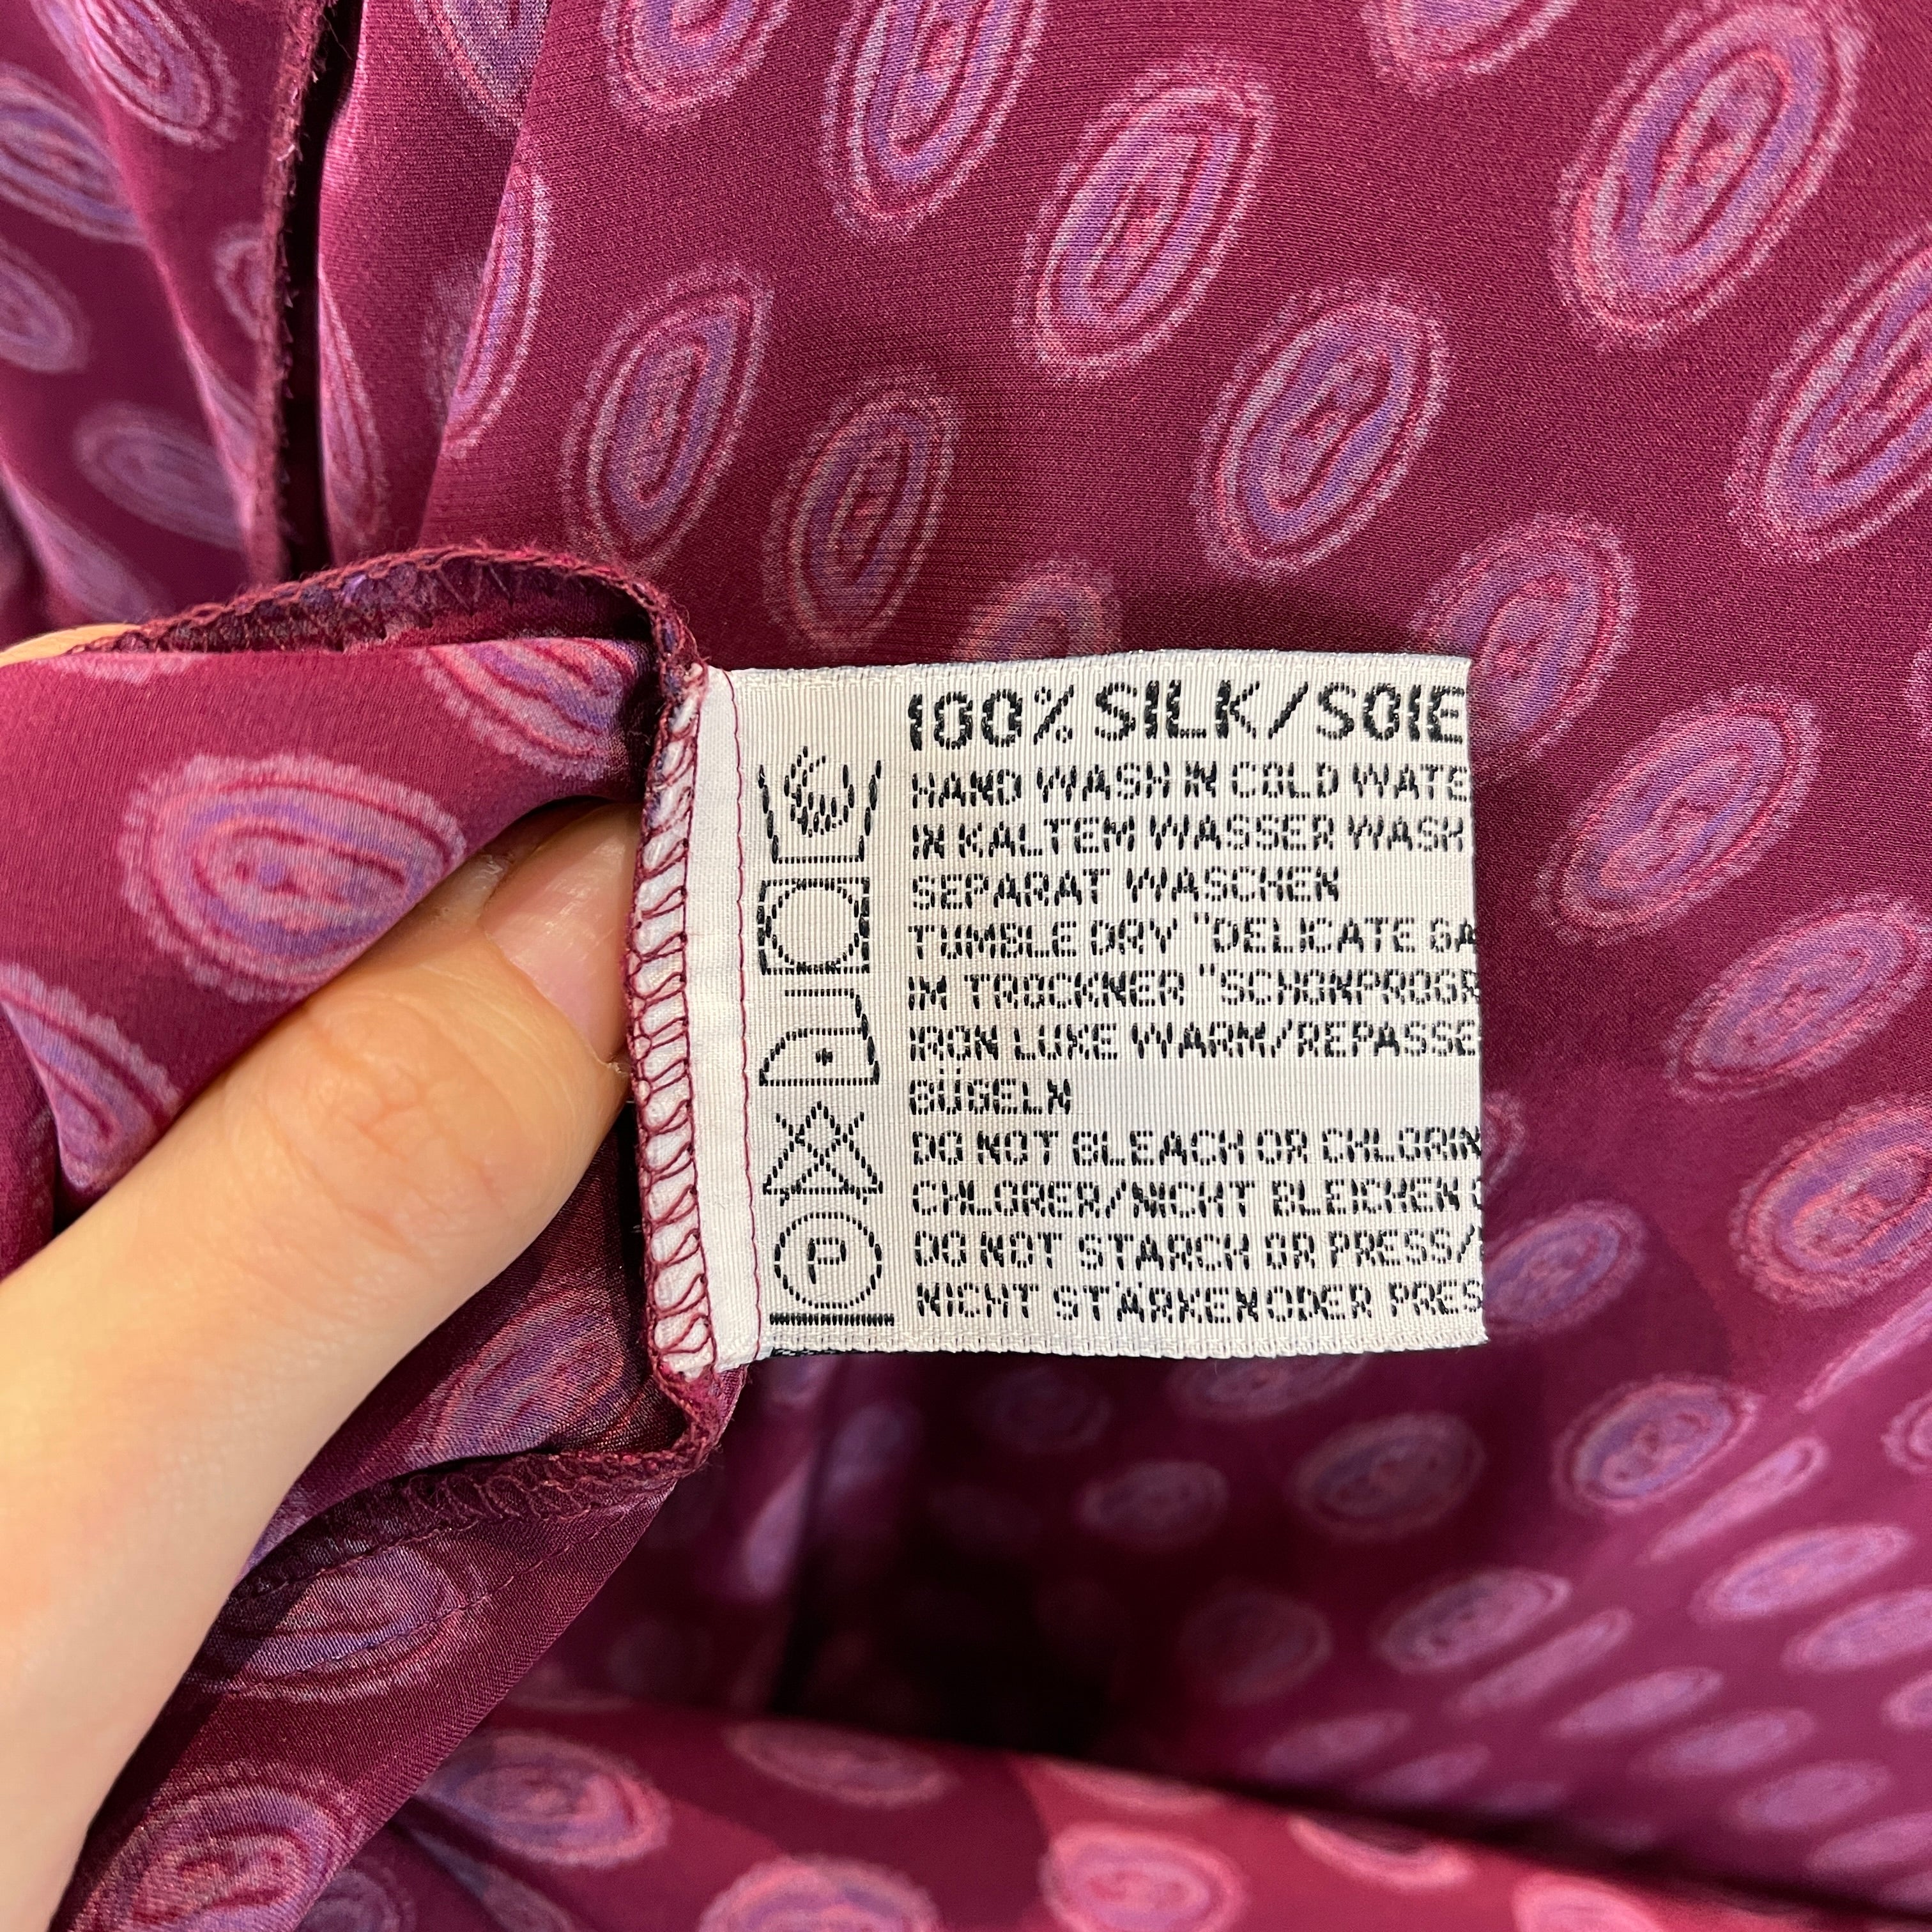 100% SILK/SOIE
HAND WASH IN COLD WATE
IN KALTEM WASSER WASH
SEPARAT WASCHEN
TUMBLE DRY "DELICATE GA
IM TROCKNER "SCHONPROGR
IRON LUKE WARM/REPASSE
BÜGELN
DO NOT BLEACH OR CHLORIN
CHLORER/NICHT BLEICHEN
DO NOT STARCH OR PRESS/
NICHT STÄRKEN ODER PRES
P